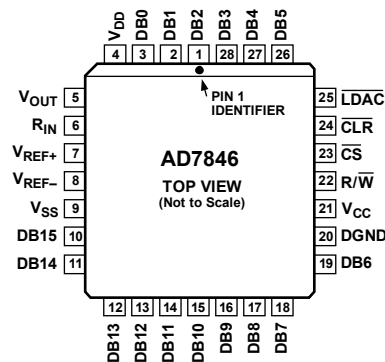 VDD DB0 DB1 DB2 DB3 DB4 DB5
4 3 2 1 28 27 26
PIN 1
IDENTIFIER
VOUT 5
RIN 6
VREF+ 7
VREF– 8
VSS 9
DB15 10
DB14 11
AD7846
TOP VIEW
(Not to Scale)
25 LDAC
24 CLR
23 CS
22 R/W
21 VCC
20 DGND
19 DB6
12 13 14 15 16 17 18
DB13 DB12 DB11 DB10 DB9 DB8 DB7